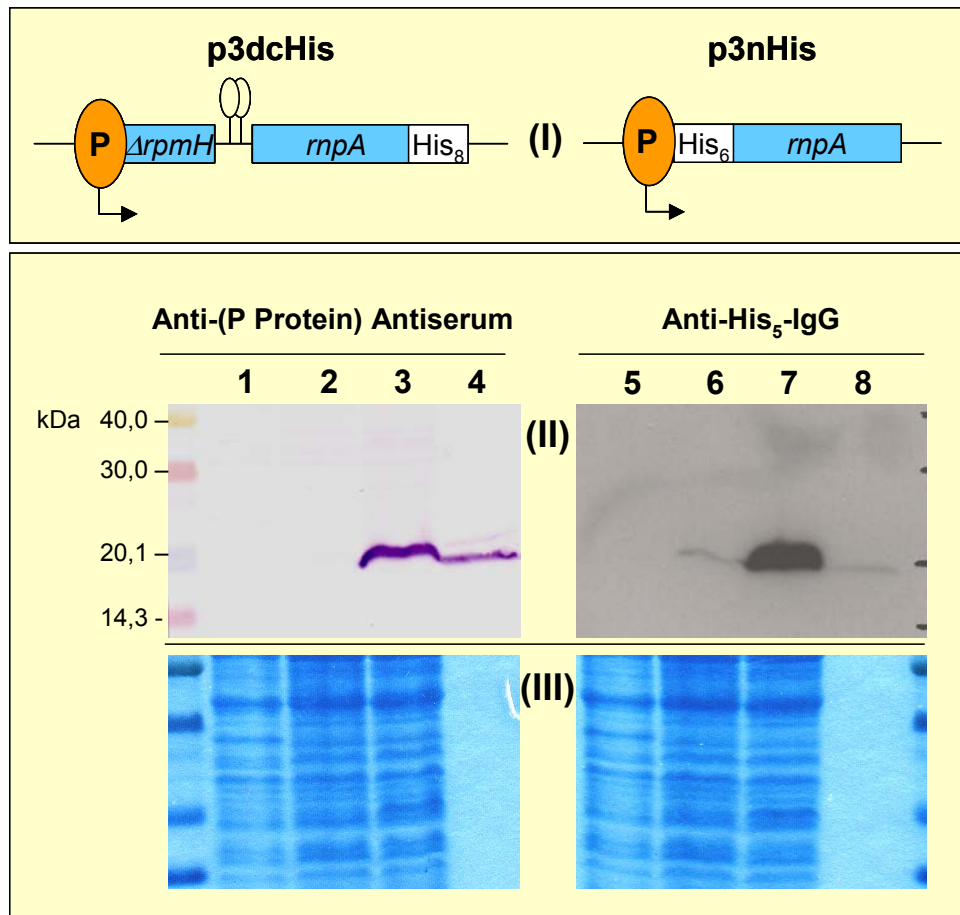 p3dcHis p3nHis
P ΔrpmH rnpA His₈ (I) P His₆ rnpA
Anti-(P Protein) Antiserum Anti-His₅-IgG
1 2 3 4 5 6 7 8
kDa 40,0 – (II)
30,0 –
20,1 –
14,3 -
(III)